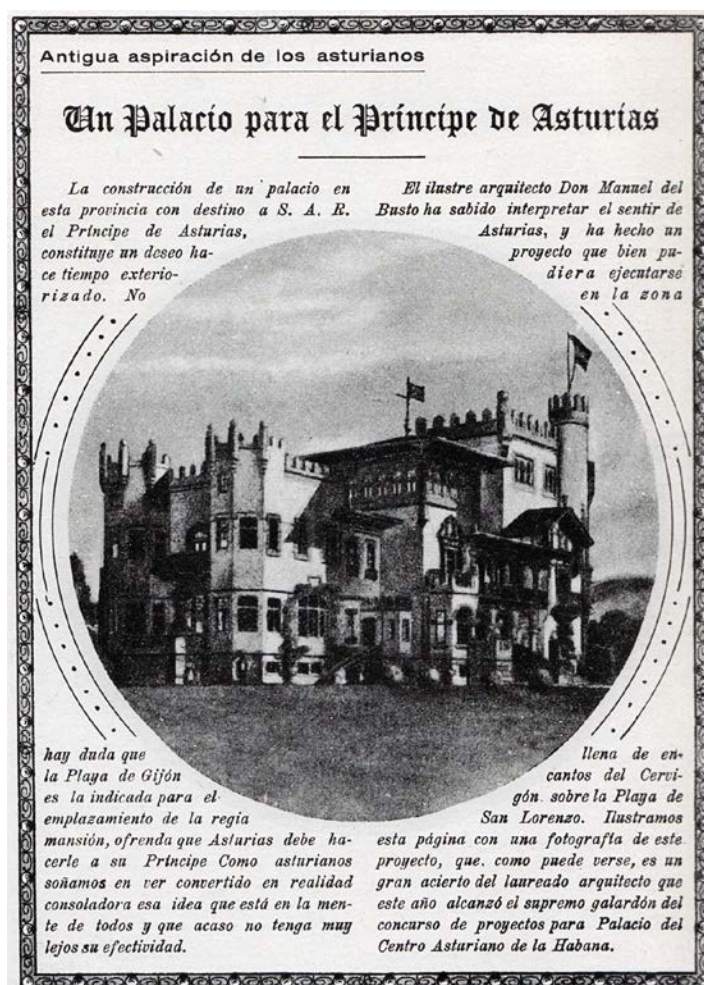 Antigua aspiración de los asturianos
Un Palacio para el Príncipe de Asturias
La construcción de un palacio en
esta provincia con destino a S. A. R.
el Príncipe de Asturias,
constituye un deseo ha-
ce tiempo exterio-
rizado. No
hay duda que
la Playa de Gijón
es la indicada para el
emplazamiento de la regia
mansión, ofrenda que Asturias debe ha-
cerle a su Príncipe Como asturianos
soñamos en ver convertido en realidad
consoladora esa idea que está en la men-
te de todos y que acaso no tenga muy
lejos su efectividad.
El ilustre arquitecto Don Manuel del
Busto ha sabido interpretar el sentir de
Asturias, y ha hecho un
proyecto que bien pu-
diera ejecutarse
en la zona
llena de en-
cantos del Cervi-
gón. sobre la Playa de
San Lorenzo. Ilustramos
esta página con una fotografía de este
proyecto, que. como puede verse, es un
gran acierto del laureado arquitecto que
este año alcanzó el supremo galardón del
concurso de proyectos para Palacio del
Centro Asturiano de la Habana.